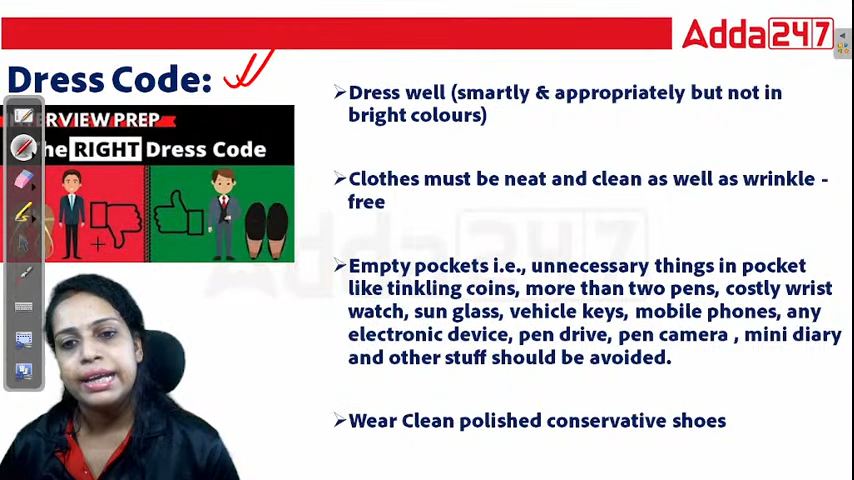 Adda247
Dress Code:
INTERVIEW PREP
The RIGHT Dress Code
➢Dress well (smartly & appropriately but not in
bright colours)
➢Clothes must be neat and clean as well as wrinkle -
free
➢Empty pockets i.e., unnecessary things in pocket
like tinkling coins, more than two pens, costly wrist
watch, sun glass, vehicle keys, mobile phones, any
electronic device, pen drive, pen camera , mini diary
and other stuff should be avoided.
➢Wear Clean polished conservative shoes
Adda247